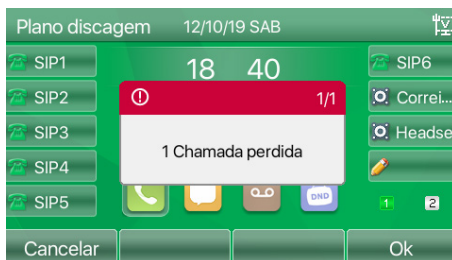 Plano discagem 12/10/19 SAB
SIP1
18 40
SIP6
SIP2
1/1
Correi...
SIP3
1 Chamada perdida
Headse
SIP4
SIP5
DND
1
2
Cancelar
Ok